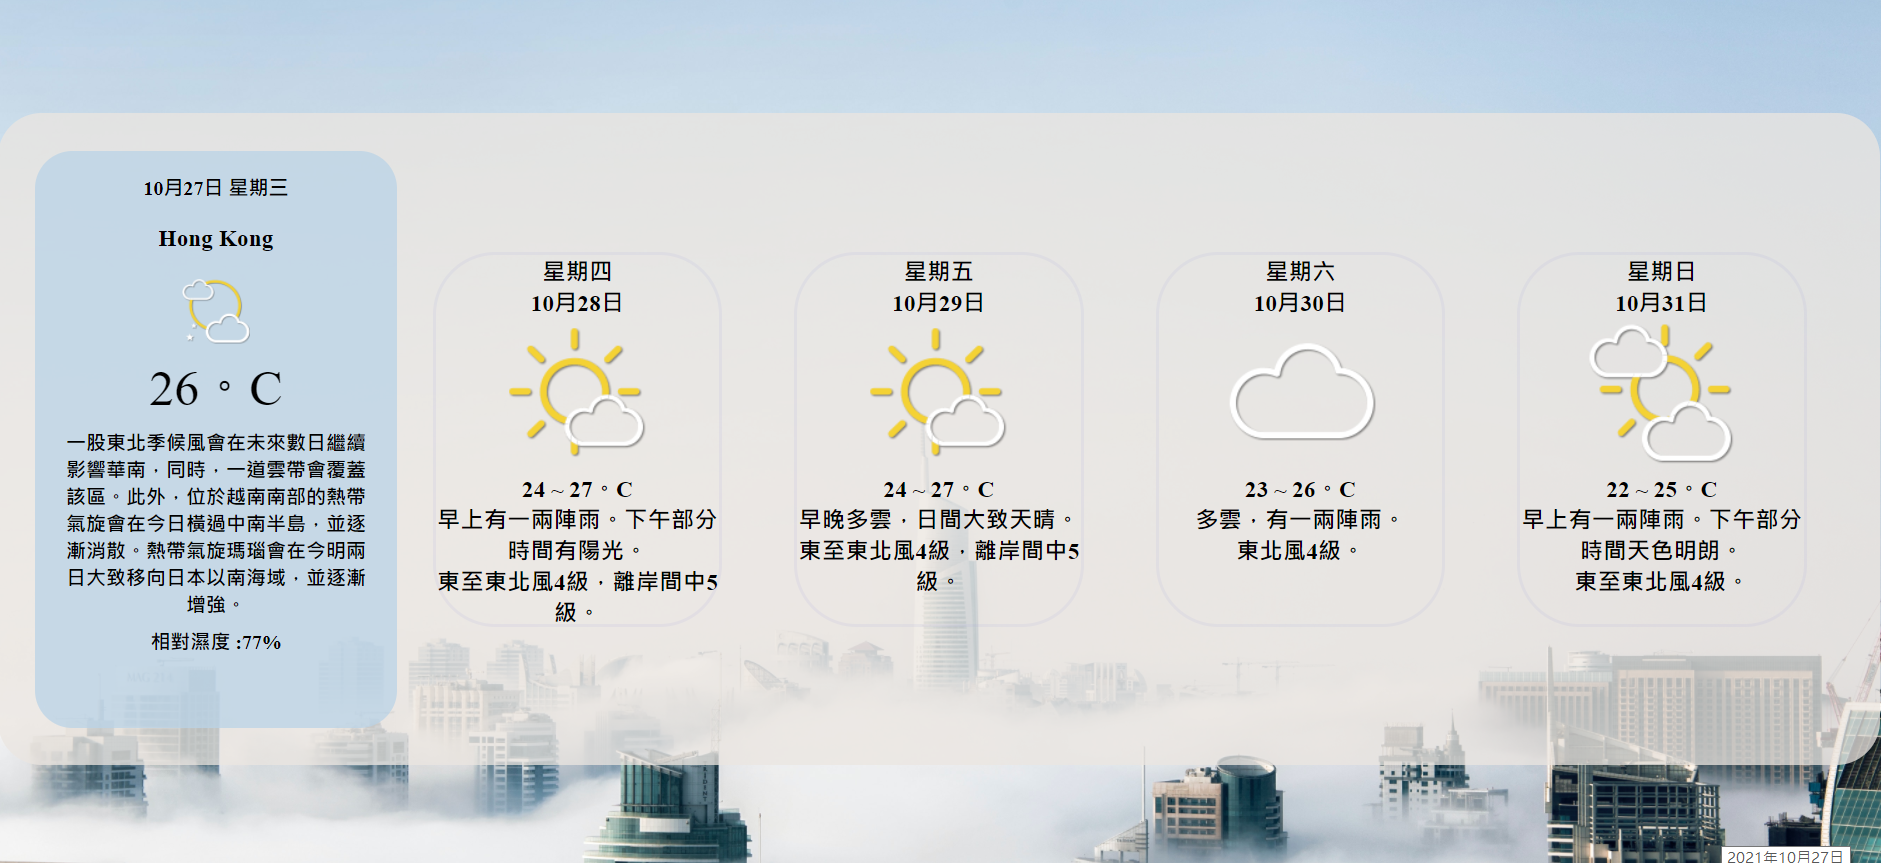 10月27日 星期三
Hong Kong
26。C
一股東北季候風會在未來數日繼續
影響華南，同時，一道雲帶會覆蓋
該區。此外，位於越南南部的熱帶
氣旋會在今日橫過中南半島，並逐
漸消散。熱帶氣旋瑪瑙會在今明兩
日大致移向日本以南海域，並逐漸
增強。
相對濕度 :77%
星期四
10月28日
24 ~ 27。C
早上有一兩陣雨。下午部分
時間有陽光。
東至東北風4級，離岸間中5
級。
星期五
10月29日
24 ~ 27。C
早晚多雲，日間大致天晴。
東至東北風4級，離岸間中5
級。
星期六
10月30日
23 ~ 26。C
多雲，有一兩陣雨。
東北風4級。
星期日
10月31日
22 ~ 25。C
早上有一兩陣雨。下午部分
時間天色明朗。
東至東北風4級。
2021年10月27日